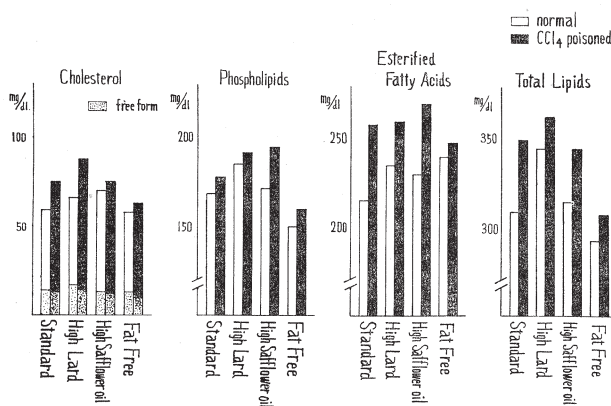 normal
CCl4 poisoned
Cholesterol
mg/dl.
free form
100
50
Standard
High Lard
High Safflower oil
Fat Free
Phospholipids
mg/dl.
200
150
Standard
High Lard
High Safflower oil
Fat Free
Esterified
Fatty Acids
mg/dl.
250
200
Standard
High Lard
High Safflower oil
Fat Free
Total Lipids
mg/dl.
350
300
Standard
High Lard
High Safflower oil
Fat Free